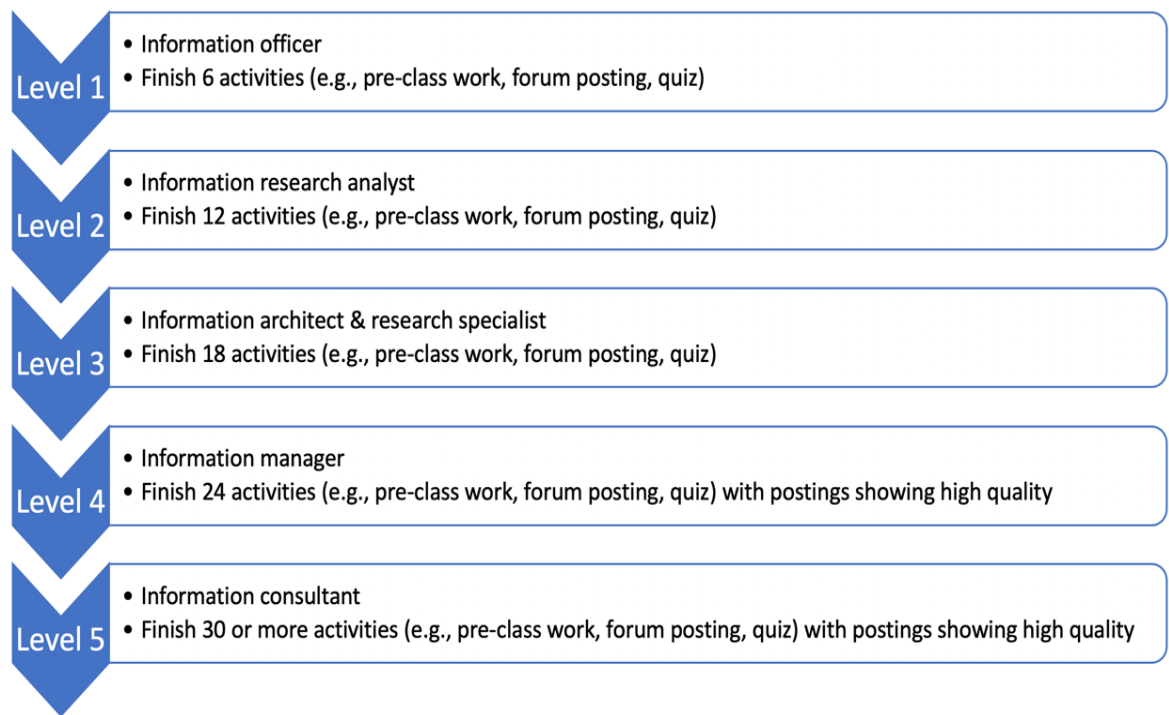 Level 1
• Information officer
• Finish 6 activities (e.g., pre-class work, forum posting, quiz)
Level 2
• Information research analyst
• Finish 12 activities (e.g., pre-class work, forum posting, quiz)
Level 3
• Information architect & research specialist
• Finish 18 activities (e.g., pre-class work, forum posting, quiz)
Level 4
• Information manager
• Finish 24 activities (e.g., pre-class work, forum posting, quiz) with postings showing high quality
Level 5
• Information consultant
• Finish 30 or more activities (e.g., pre-class work, forum posting, quiz) with postings showing high quality